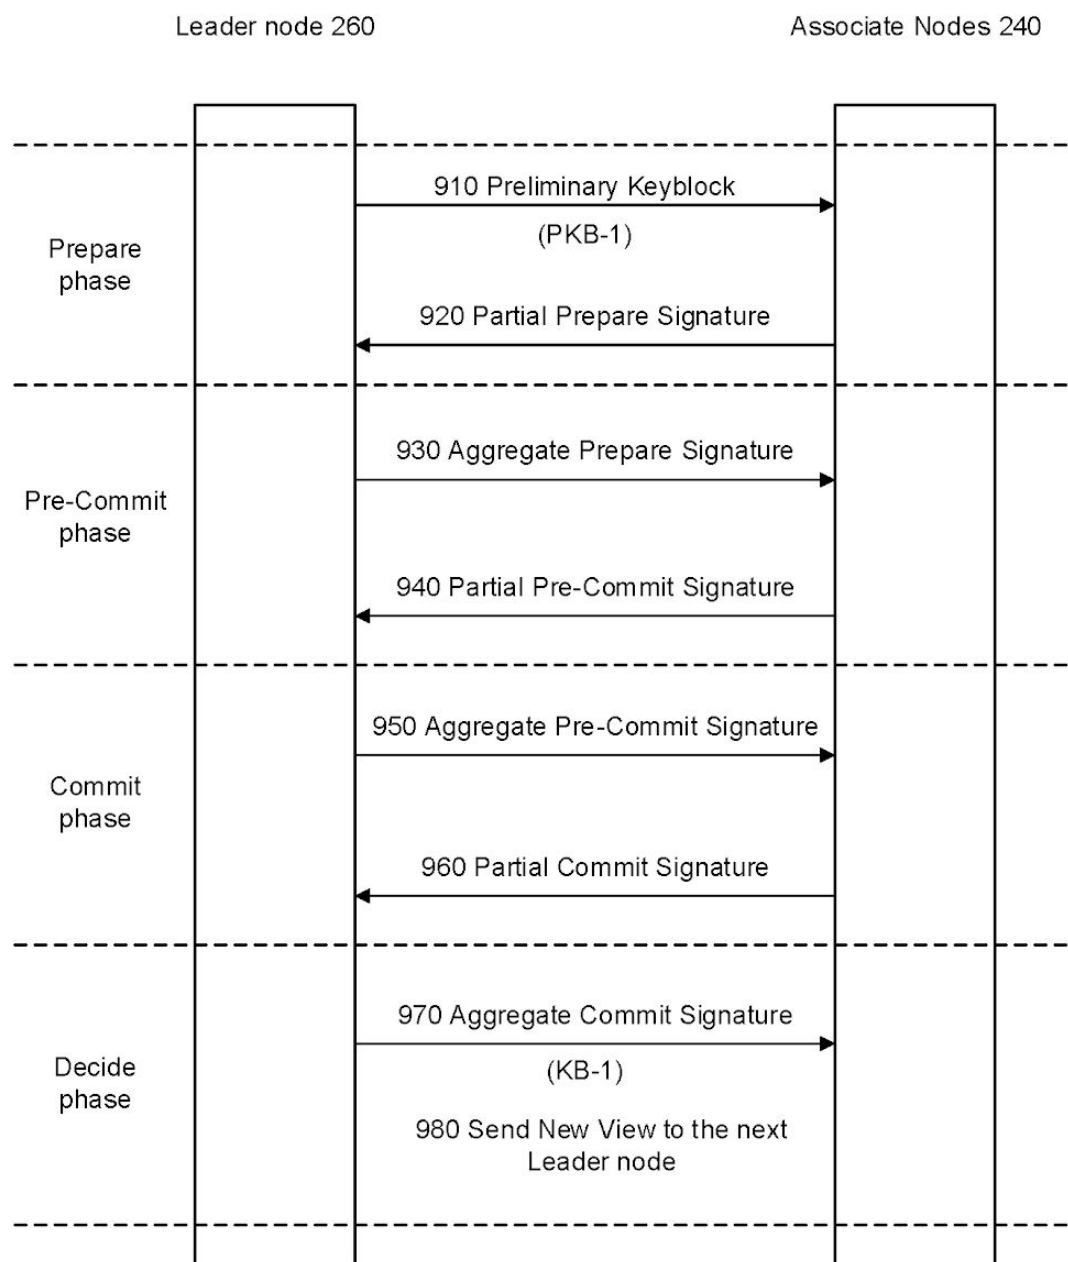 Leader node 260
Associate Nodes 240
910 Preliminary Keyblock
(PKB-1)
Prepare
phase
920 Partial Prepare Signature
930 Aggregate Prepare Signature
Pre-Commit
phase
940 Partial Pre-Commit Signature
950 Aggregate Pre-Commit Signature
Commit
phase
960 Partial Commit Signature
970 Aggregate Commit Signature
(KB-1)
Decide
phase
980 Send New View to the next
Leader node